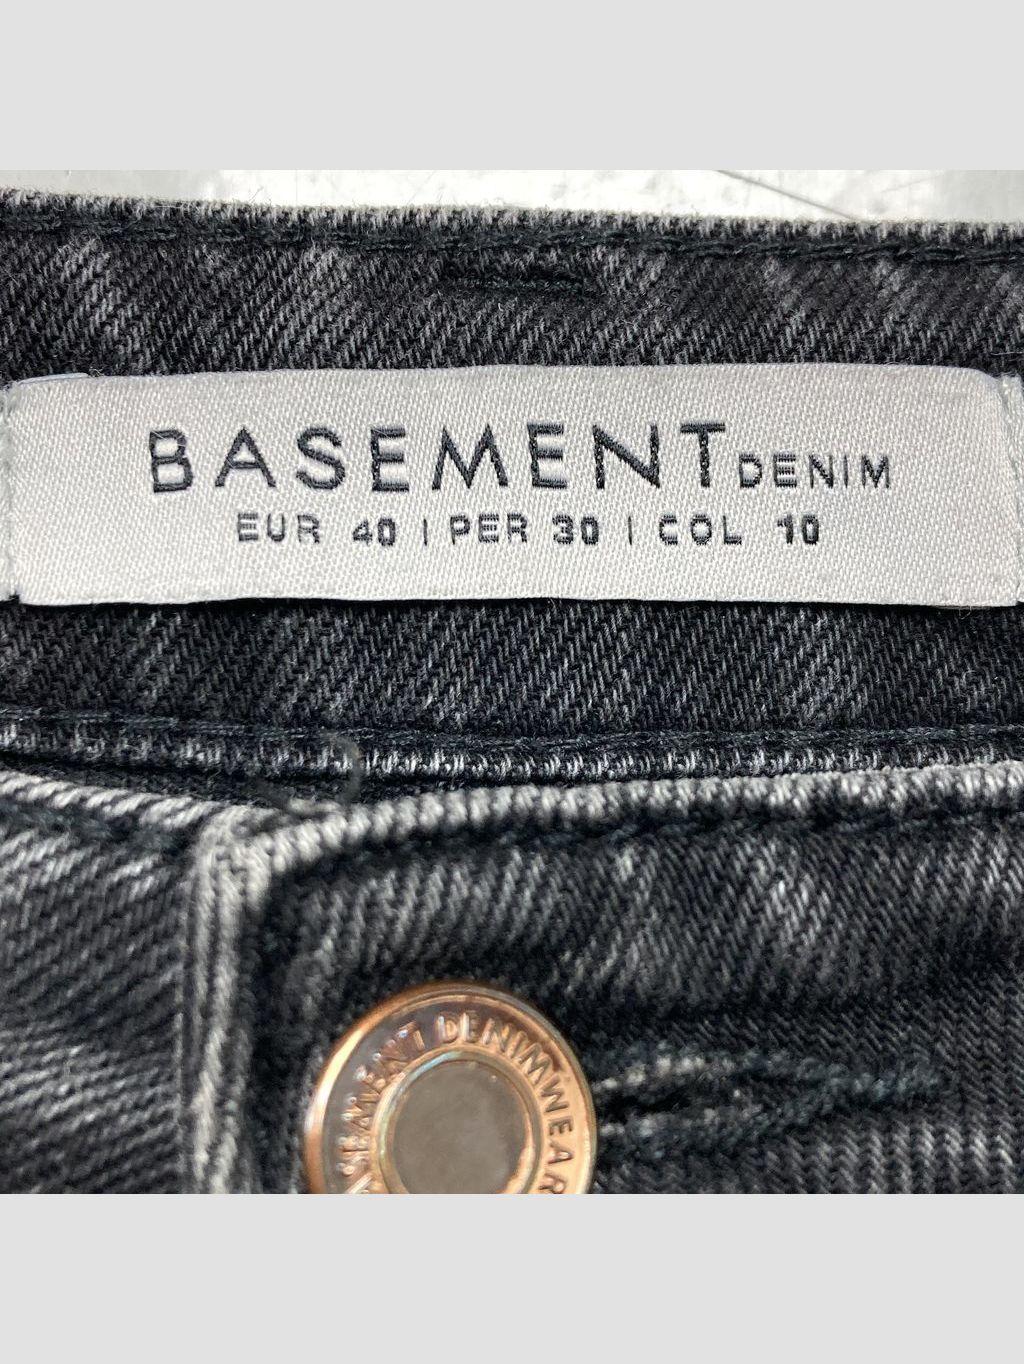 BASEMENT DENIM
EUR 40 | PER 30 | COL 10
BASEMENT DENIMWEAR